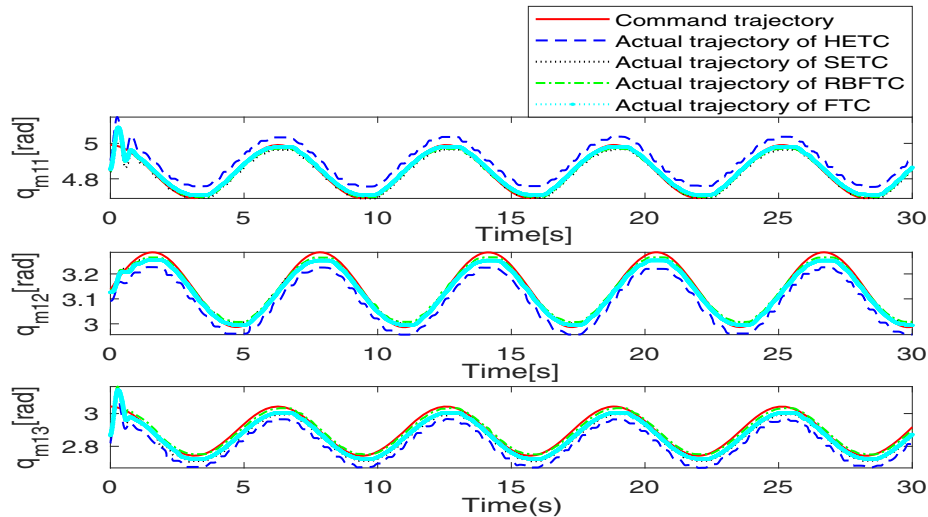 Command trajectory
Actual trajectory of HETC
Actual trajectory of SETC
Actual trajectory of RBFTC
Actual trajectory of FTC
q_m11[rad]
5
4.8
0 5 10 15 20 25 30
Time[s]
q_m12[rad]
3.2
3.1
3
0 5 10 15 20 25 30
Time[s]
q_m13[rad]
3
2.8
0 5 10 15 20 25 30
Time(s)